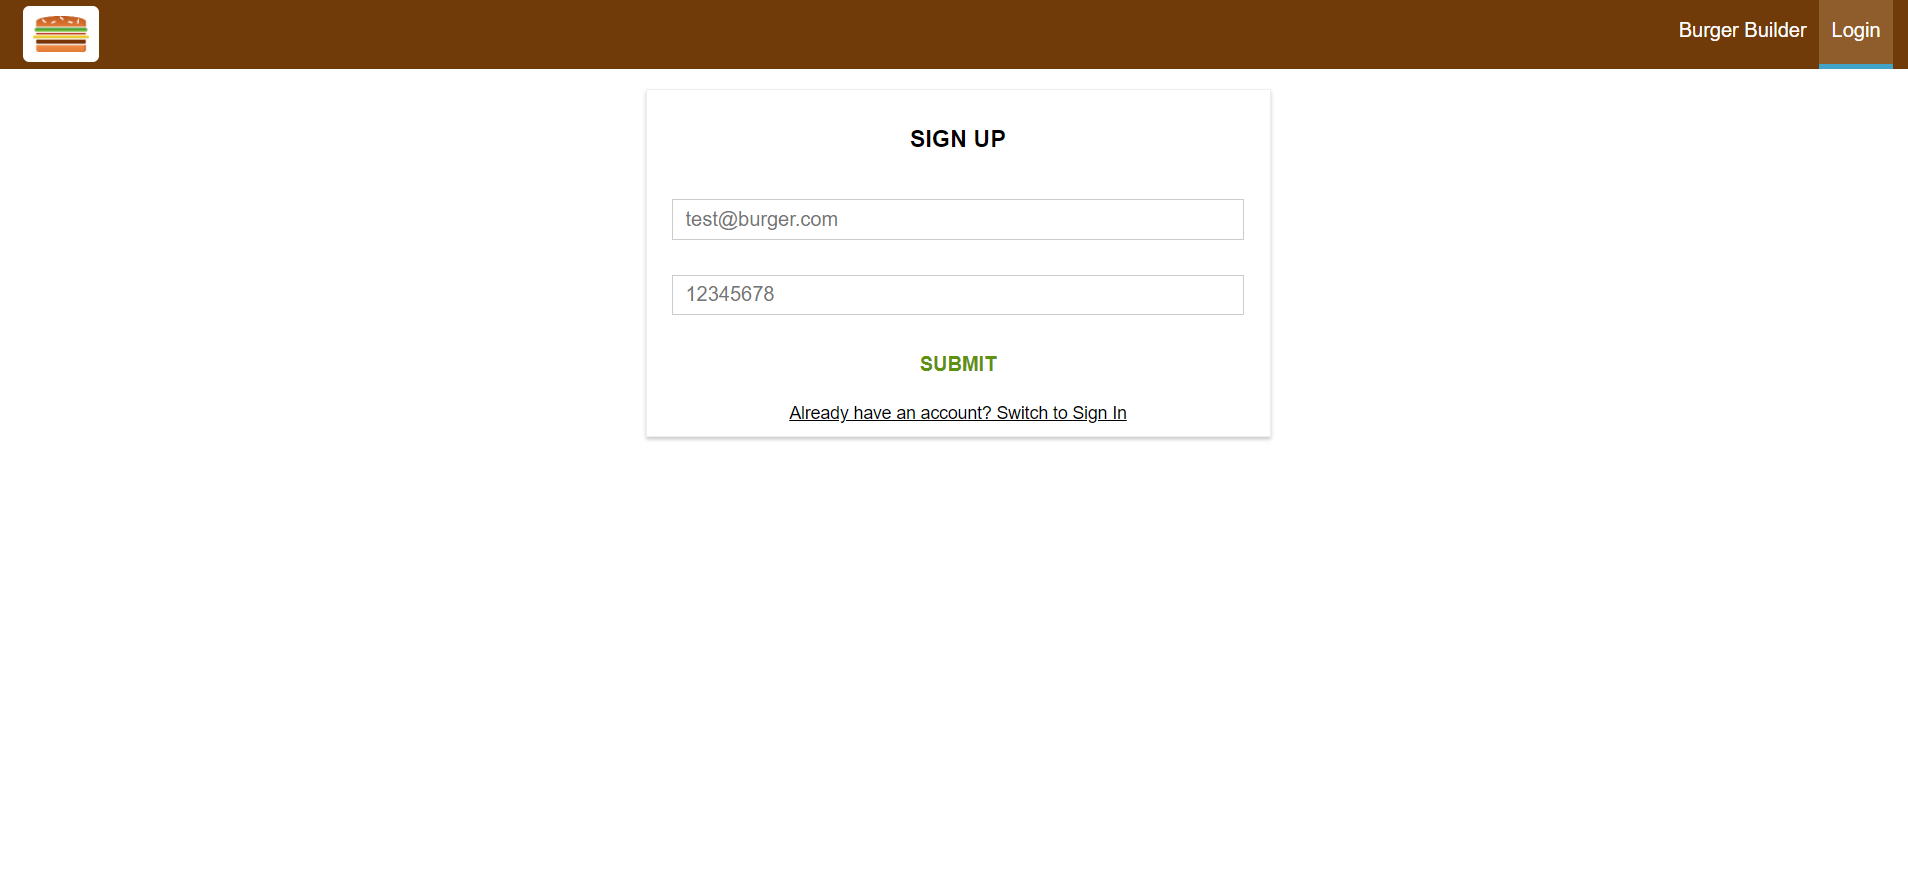 Burger Builder
Login
SIGN UP
test@burger.com
12345678
SUBMIT
Already have an account? Switch to Sign In